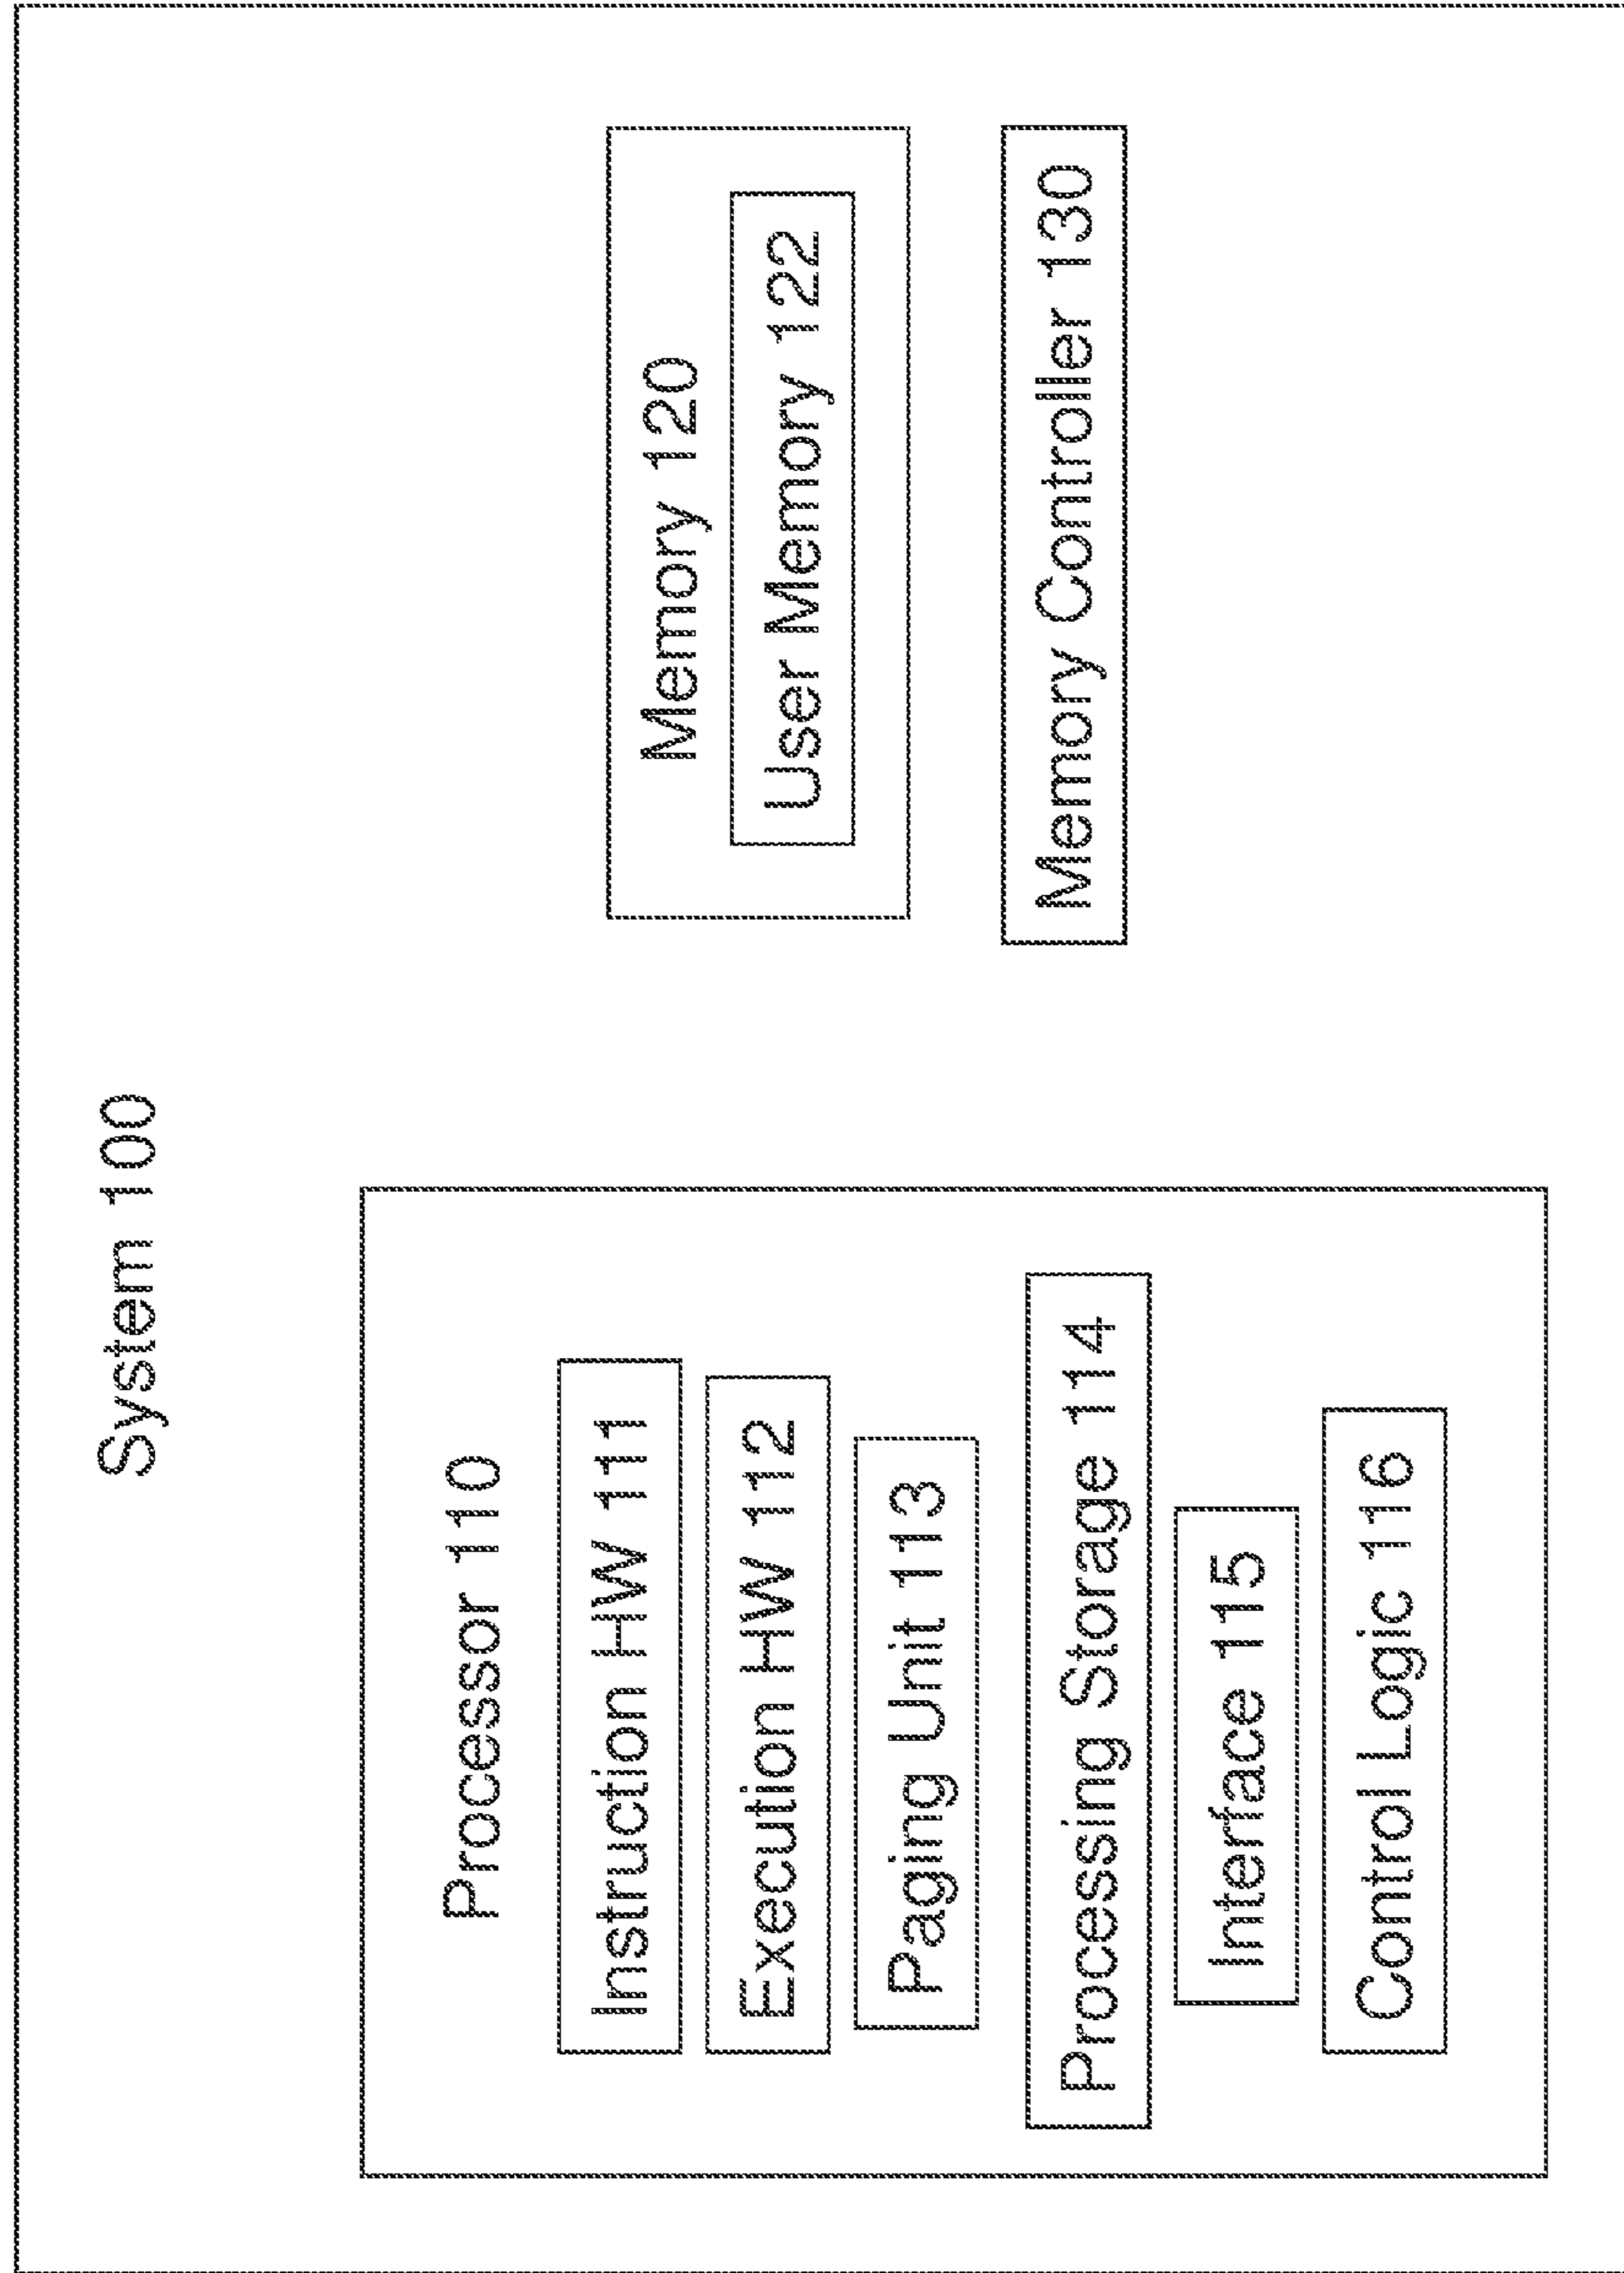 System 100
Processor 110
Instruction HW 111
Execution HW 112
Paging Unit 113
Processing Storage 114
Interface 115
Control Logic 116
Memory 120
User Memory 122
Memory Controller 130